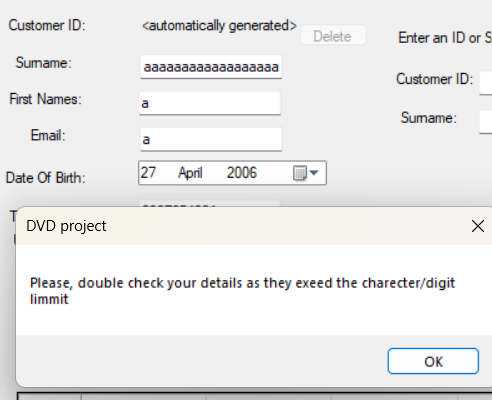 Customer ID: <automatically generated> Delete
Enter an ID or S
Surname: aaaaaaaaaaaaaaaaaa
Customer ID:
First Names: a
Surname:
Email: a
Date Of Birth: 27 April 2006
DVD project
Please, double check your details as they exeed the charecter/digit
limmit
OK